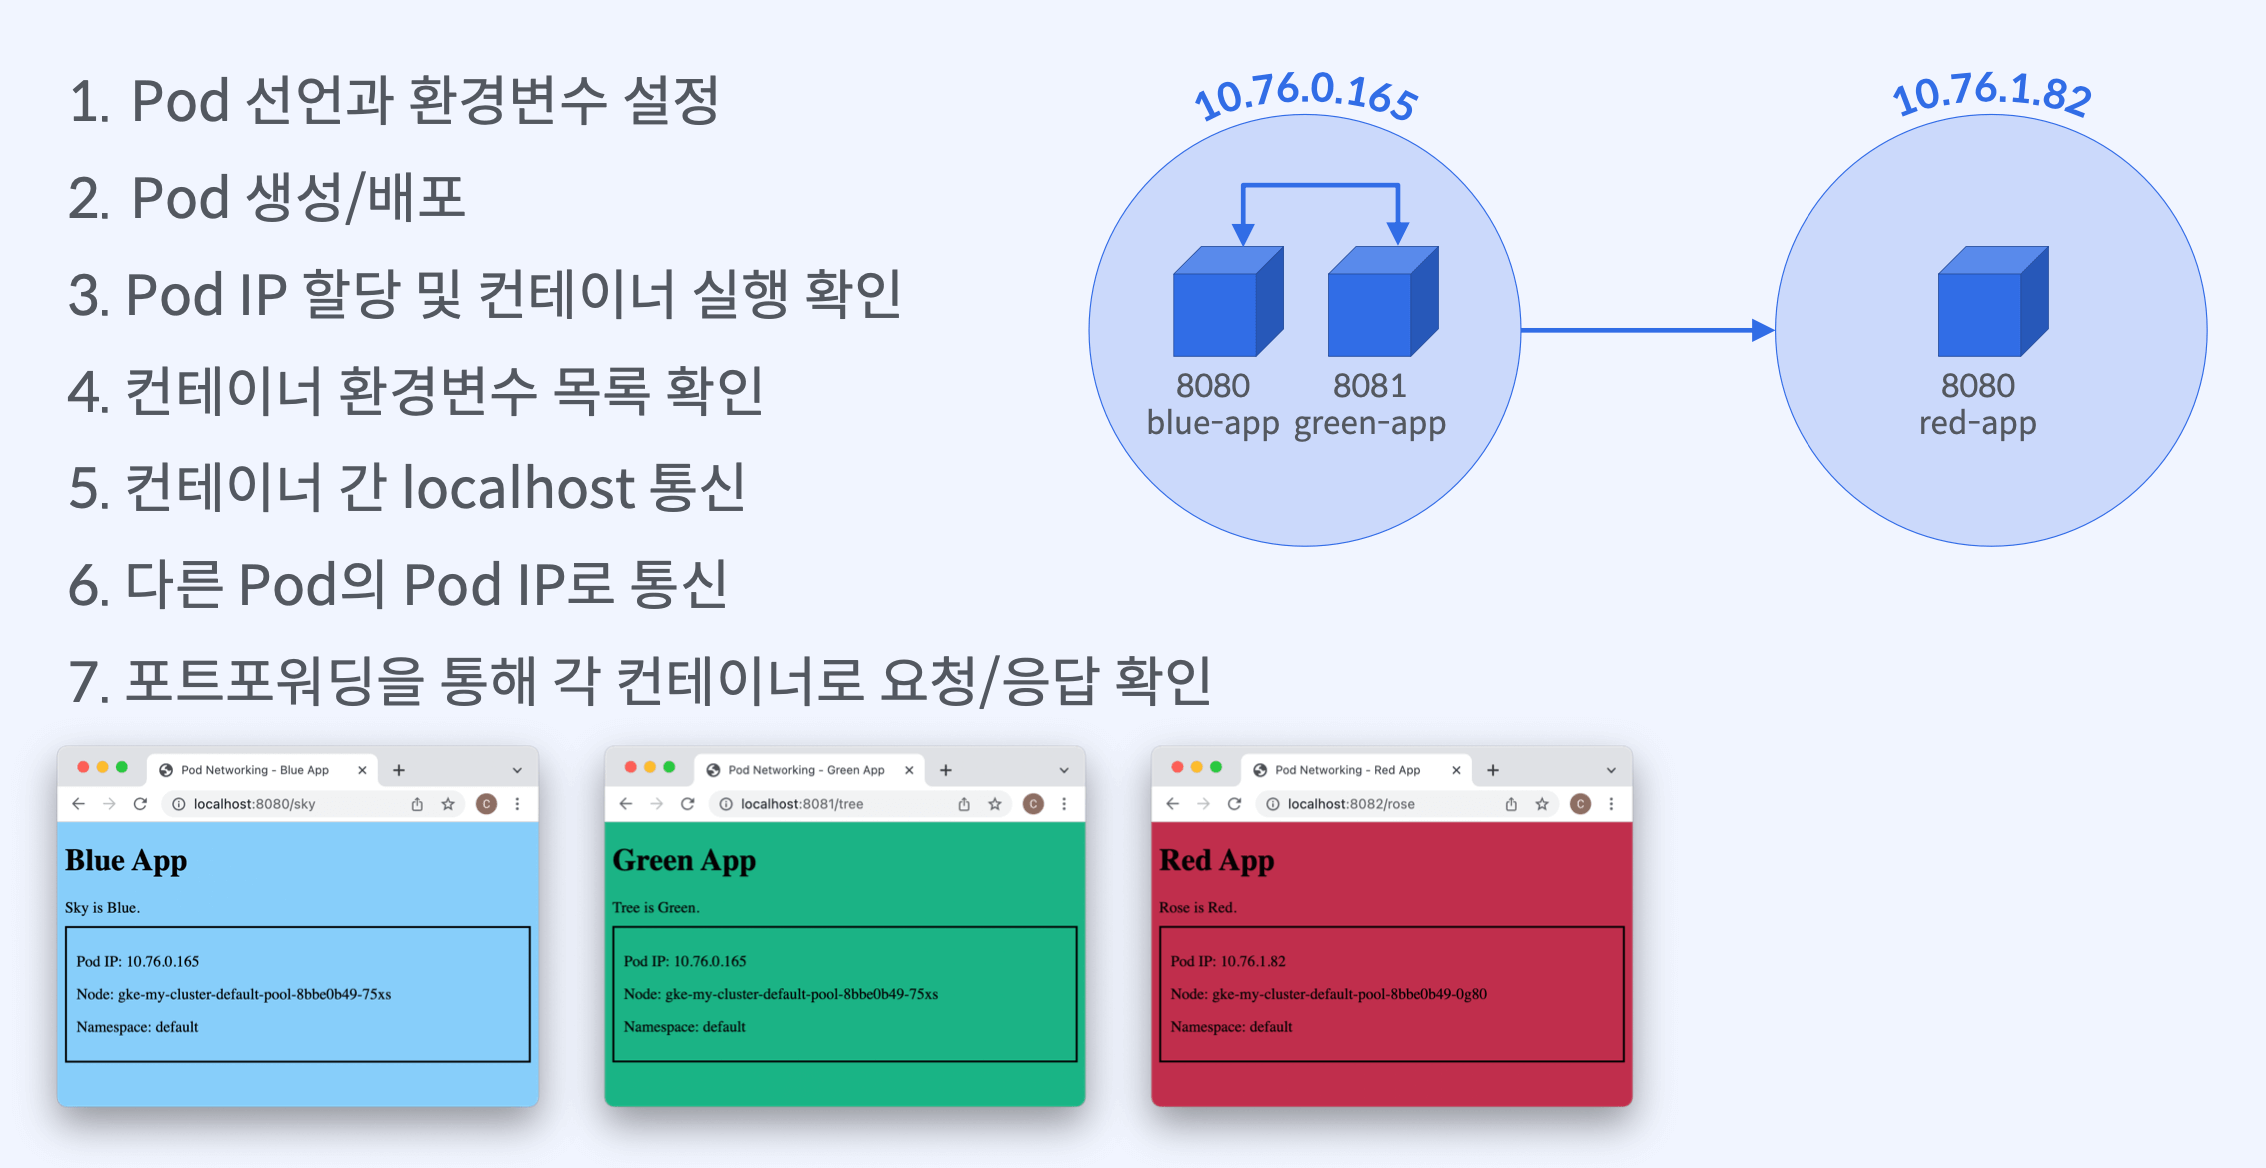 1. Pod 선언과 환경변수 설정
2. Pod 생성/배포
3. Pod IP 할당 및 컨테이너 실행 확인
4. 컨테이너 환경변수 목록 확인
5. 컨테이너 간 localhost 통신
6. 다른 Pod의 Pod IP로 통신
7. 포트포워딩을 통해 각 컨테이너로 요청/응답 확인
10.76.0.165
8080
blue-app
8081
green-app
10.76.1.82
8080
red-app
Pod Networking - Blue App
localhost:8080/sky
C
Blue App
Sky is Blue.
Pod IP: 10.76.0.165
Node: gke-my-cluster-default-pool-8bbe0b49-75xs
Namespace: default
Pod Networking - Green App
localhost:8081/tree
C
Green App
Tree is Green.
Pod IP: 10.76.0.165
Node: gke-my-cluster-default-pool-8bbe0b49-75xs
Namespace: default
Pod Networking - Red App
localhost:8082/rose
C
Red App
Rose is Red.
Pod IP: 10.76.1.82
Node: gke-my-cluster-default-pool-8bbe0b49-0g80
Namespace: default